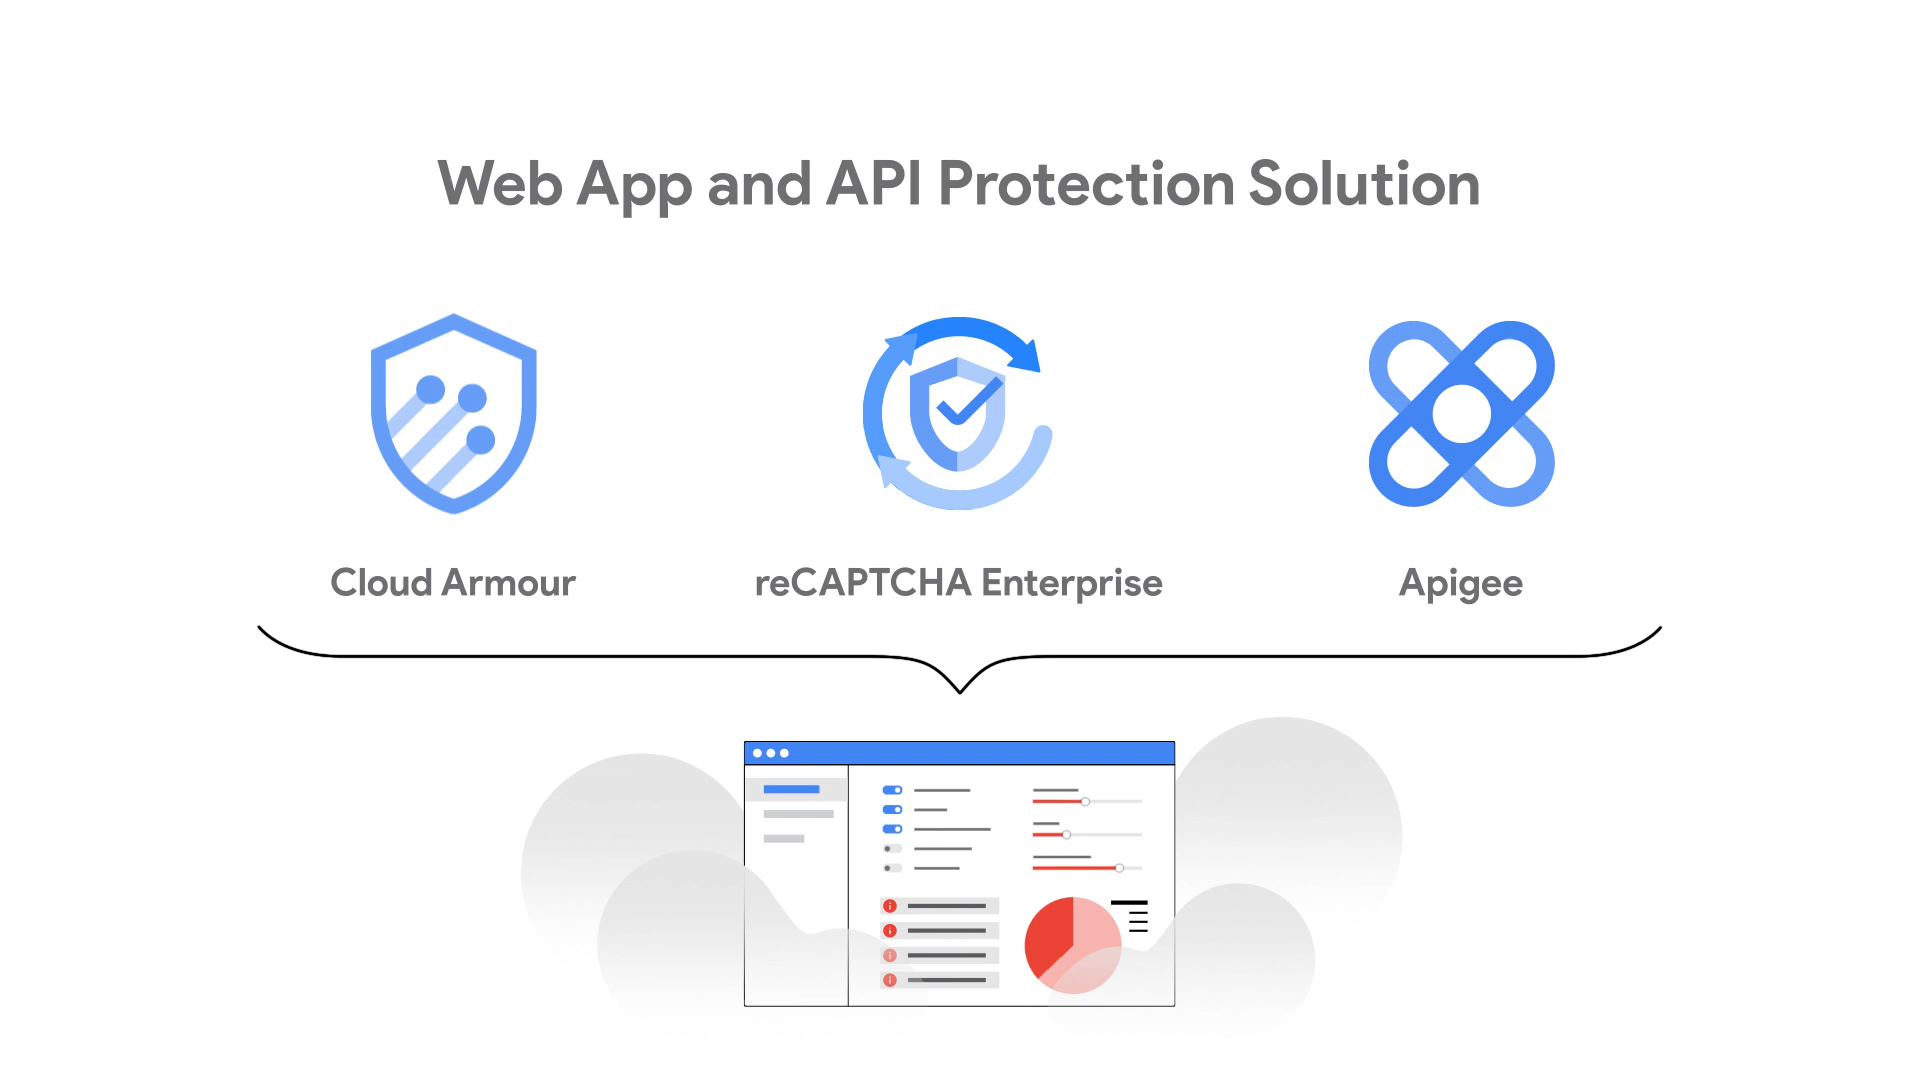 Web App and API Protection Solution
Cloud Armour
reCAPTCHA Enterprise
Apigee